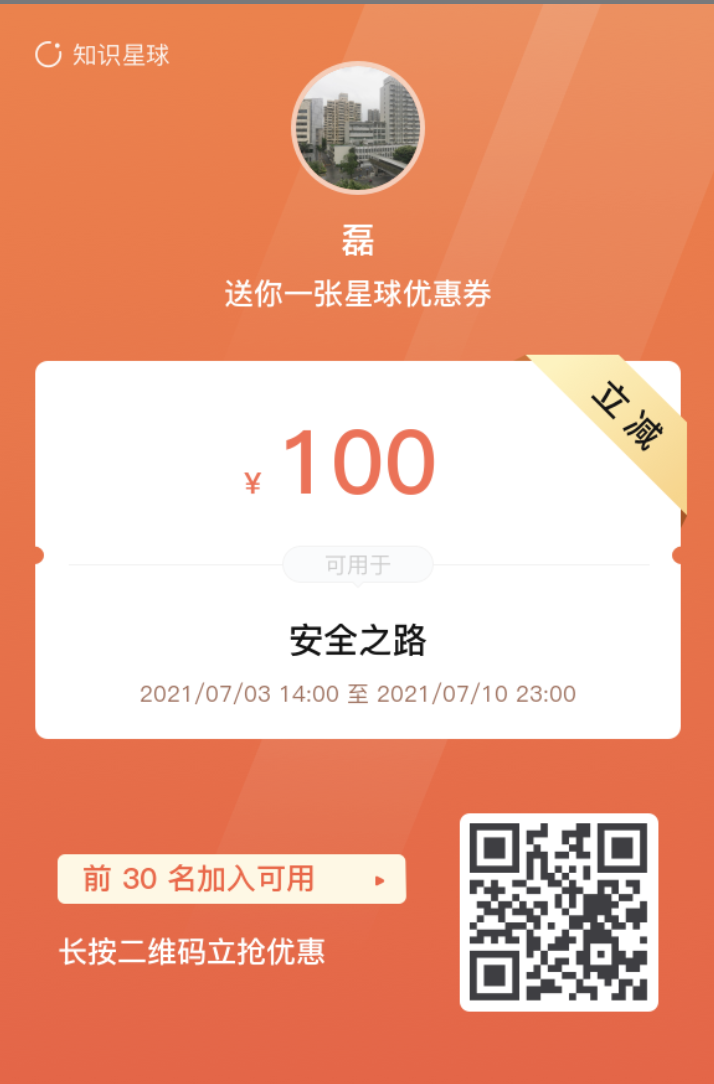 知识星球
磊
送你一张星球优惠券
立减
¥ 100
可用于
安全之路
2021/07/03 14:00 至 2021/07/10 23:00
前 30 名加入可用
长按二维码立抢优惠